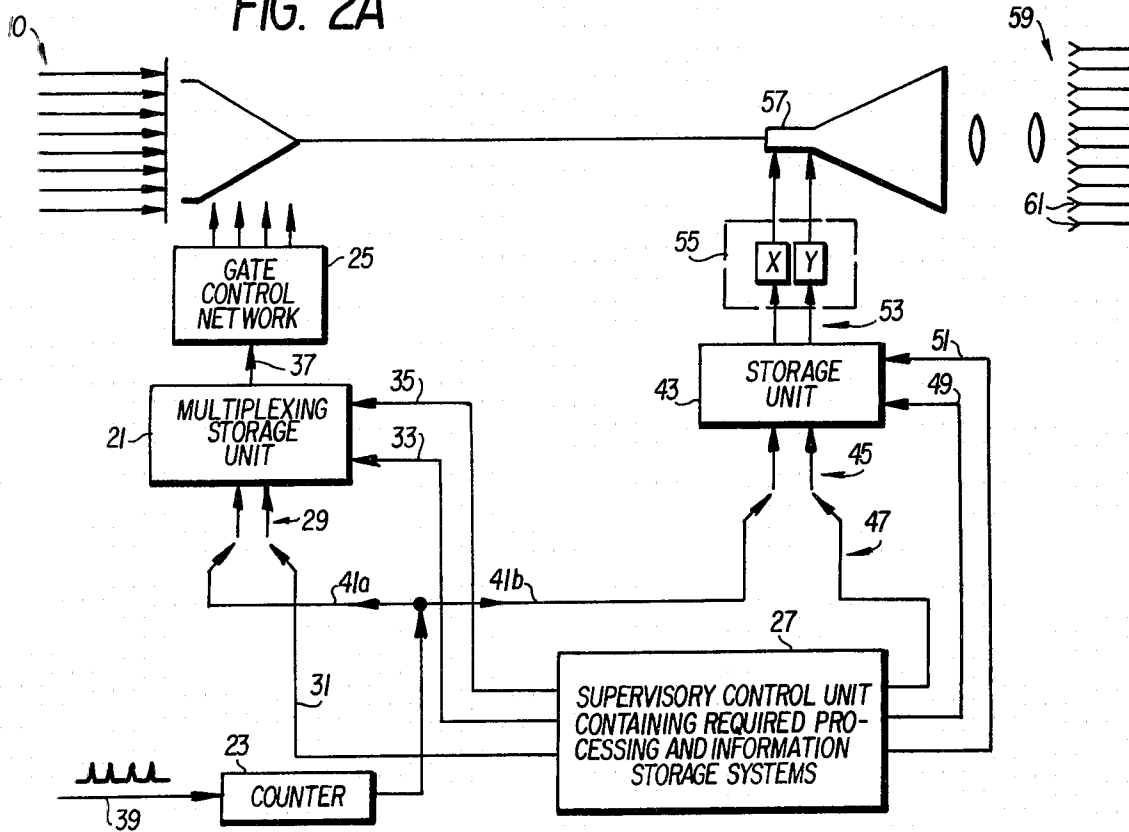 FIG. 2A
10
59
57
61
55
X Y
25
GATE
CONTROL
NETWORK
53
37
51
STORAGE
UNIT
43
49
35
MULTIPLEXING
STORAGE
UNIT
21
33
45
29
47
41a
41b
27
31
SUPERVISORY CONTROL UNIT
CONTAINING REQUIRED PRO-
CESSING AND INFORMATION
STORAGE SYSTEMS
23
COUNTER
39